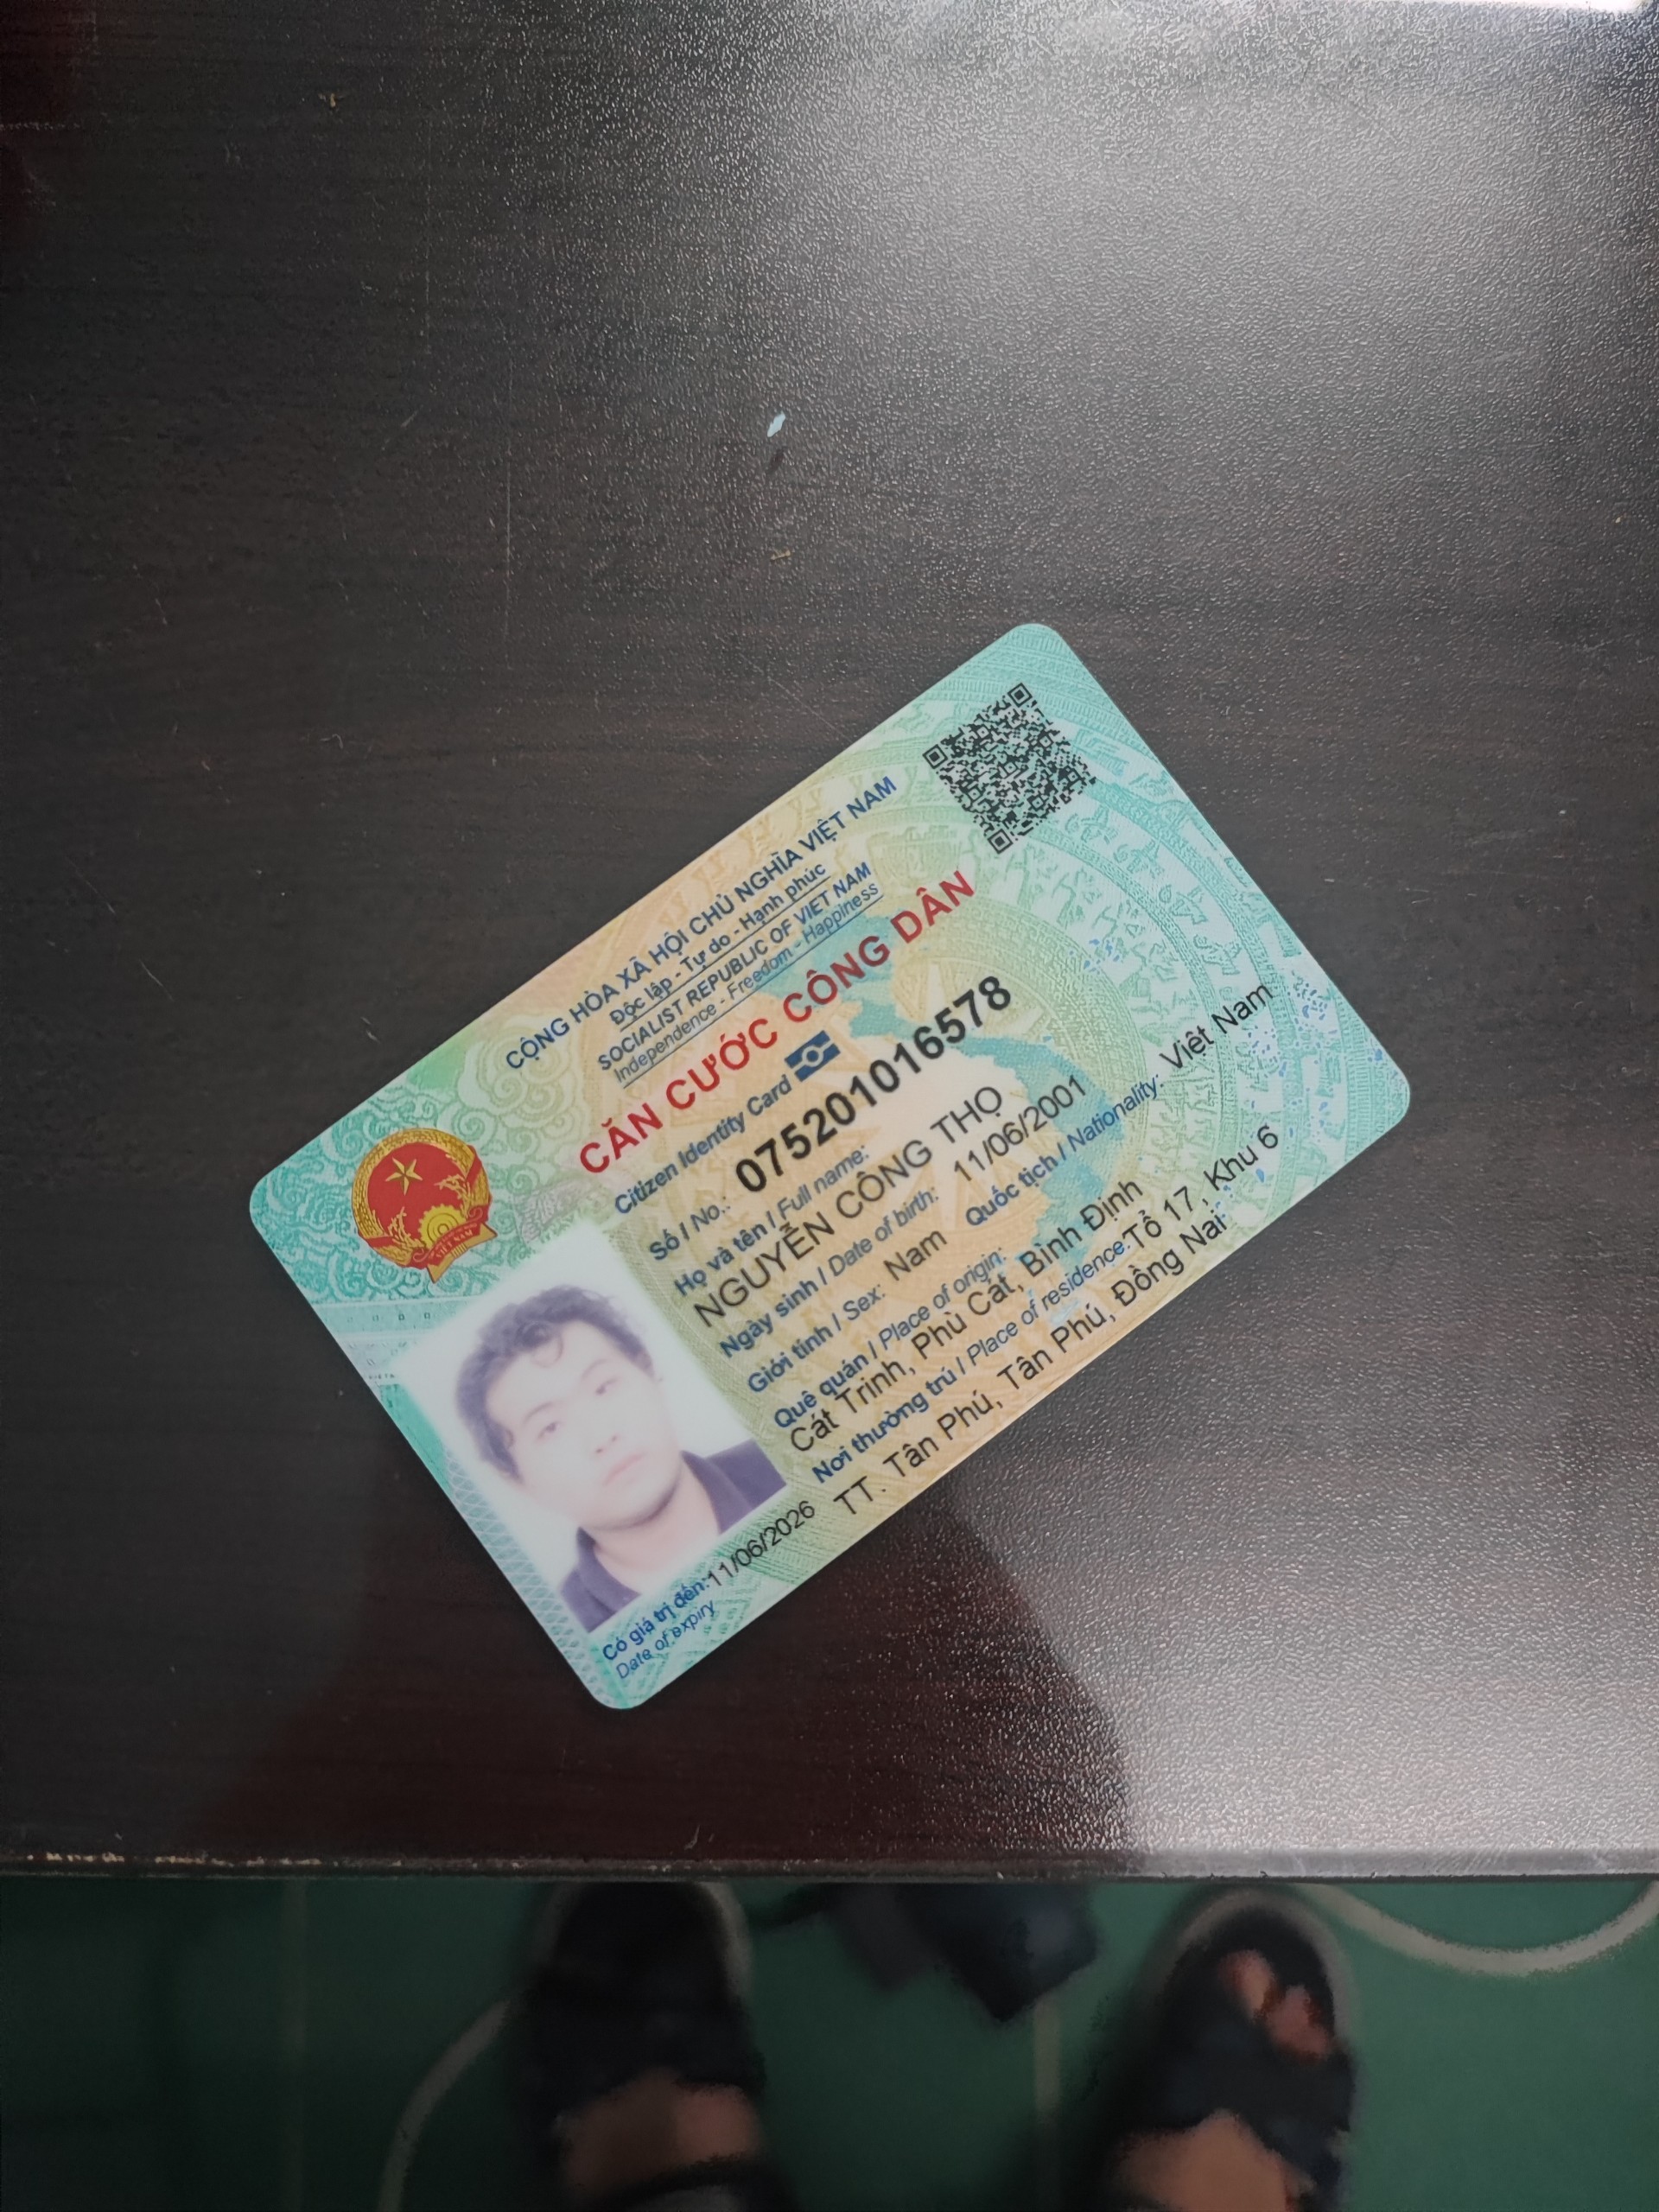 CỘNG HÒA XÃ HỘI CHỦ NGHĨA VIỆT NAM
Độc lập - Tự do - Hạnh phúc
SOCIALIST REPUBLIC OF VIET NAM
Independence - Freedom - Happiness
CĂN CƯỚC CÔNG DÂN
Citizen Identity Card
Số / No.: 075201016578
Họ và tên / Full name:
NGUYỄN CÔNG THỌ
Ngày sinh / Date of birth: 11/06/2001
Giới tính / Sex: Nam Quốc tịch / Nationality: Việt Nam
Quê quán / Place of origin:
Cát Trinh, Phù Cát, Bình Định
Nơi thường trú / Place of residence: Tổ 17, Khu 6
TT. Tân Phú, Tân Phú, Đồng Nai
Có giá trị đến: 11/06/2026
Date of expiry
VIỆT NAM